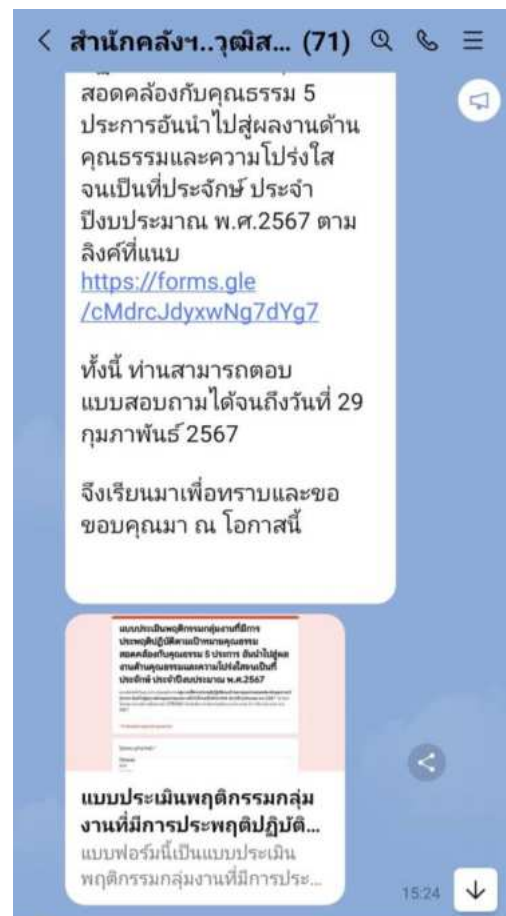 สำนักคลังฯ..วุฒิส... (71)
สอดคล้องกับคุณธรรม 5
ประการอันนำไปสู่ผลงานด้าน
คุณธรรมและความโปร่งใส
จนเป็นที่ประจักษ์ ประจำ
ปีงบประมาณ พ.ศ.2567 ตาม
ลิงค์ที่แนบ
https://forms.gle
/cMdrcJdyxwNg7dYg7
ทั้งนี้ ท่านสามารถตอบ
แบบสอบถามได้จนถึงวันที่ 29
กุมภาพันธ์ 2567
จึงเรียนมาเพื่อทราบและขอ
ขอบคุณมา ณ โอกาสนี้
แบบประเมินพฤติกรรมกลุ่มงานที่มีการ
ประพฤติปฏิบัติตามเป้าหมายคุณธรรม
สอดคล้องกับคุณธรรม 5 ประการ อันนำไปสู่ผล
งานด้านคุณธรรมและความโปร่งใสจนเป็นที่
ประจักษ์ ประจำปีงบประมาณ พ.ศ.2567
แบบประเมินพฤติกรรมกลุ่ม
งานที่มีการประพฤติปฏิบัติ...
แบบฟอร์มนี้เป็นแบบประเมิน
พฤติกรรมกลุ่มงานที่มีการประ...
15:24